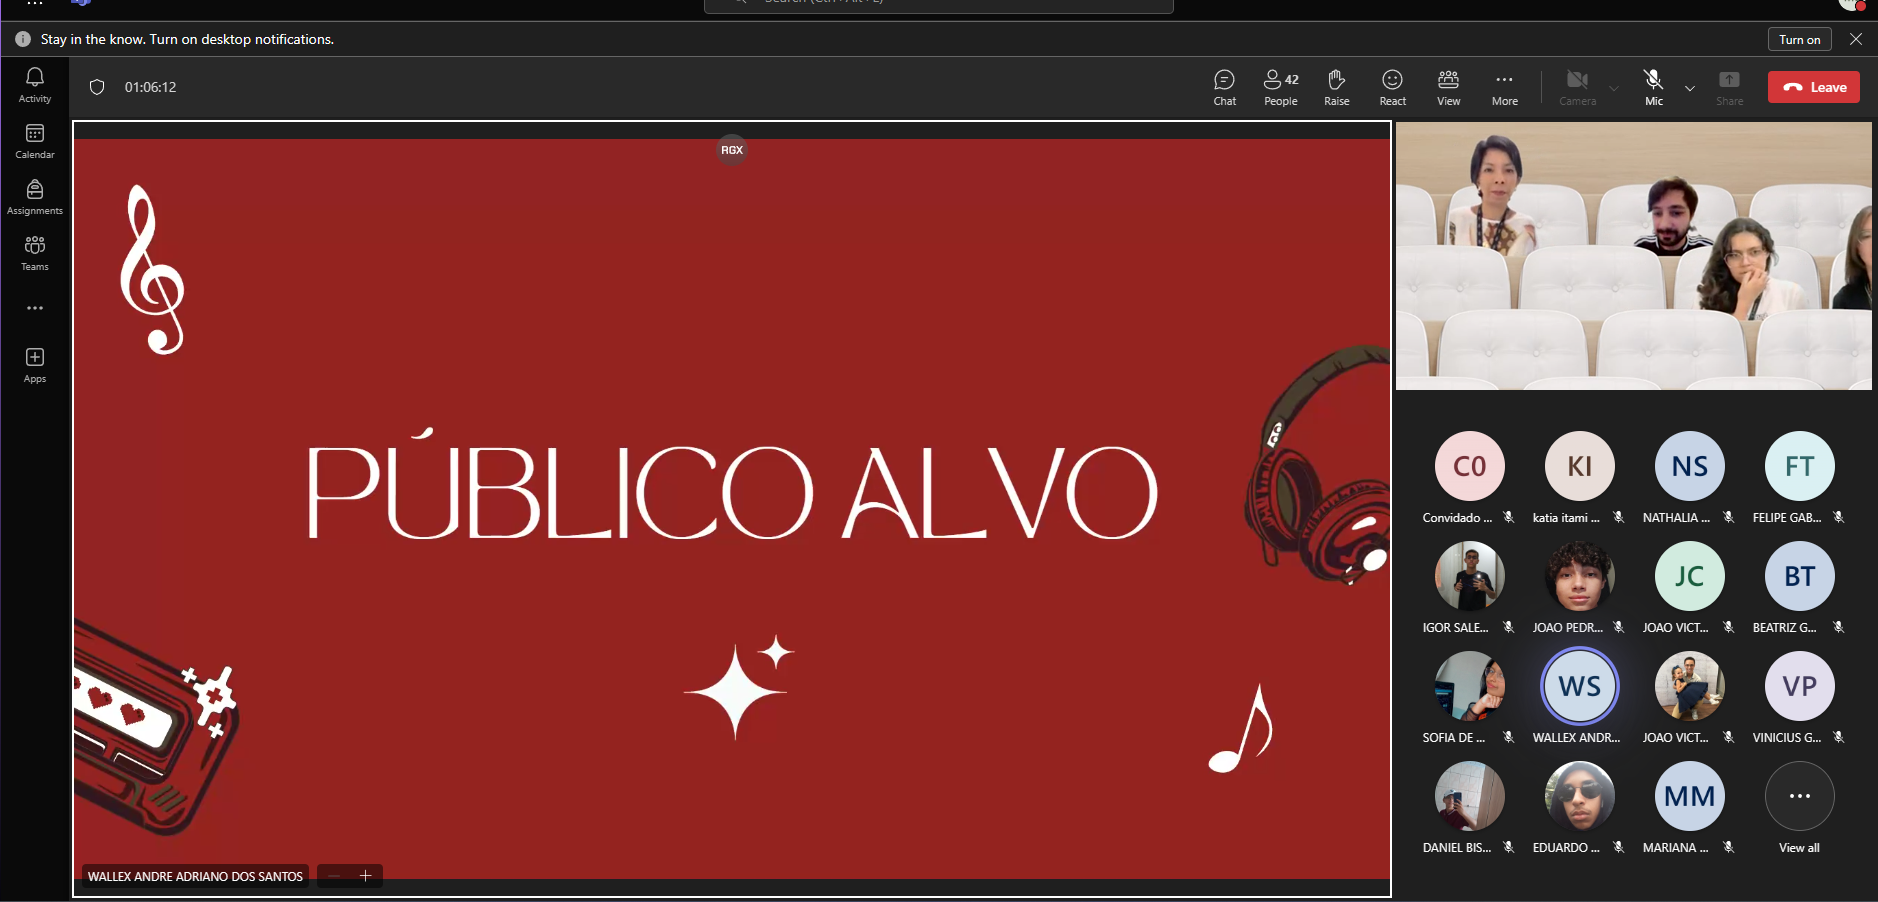 Stay in the know. Turn on desktop notifications.
Turn on
Activity
Calendar
Assignments
Teams
Apps
01:06:12
Chat
42
People
Raise
React
View
More
Camera
Mic
Share
Leave
RGX
PÚBLICO ALVO
WALLEX ANDRE ADRIANO DOS SANTOS
C0 KI NS FT
Convidado ... katia itami ... NATHALIA ... FELIPE GAB...
JC BT
IGOR SALE... JOAO PEDR... JOAO VICT... BEATRIZ G...
WS VP
SOFIA DE ... WALLEX ANDR... JOAO VICT... VINICIUS G...
MM
DANIEL BIS... EDUARDO ... MARIANA ... View all